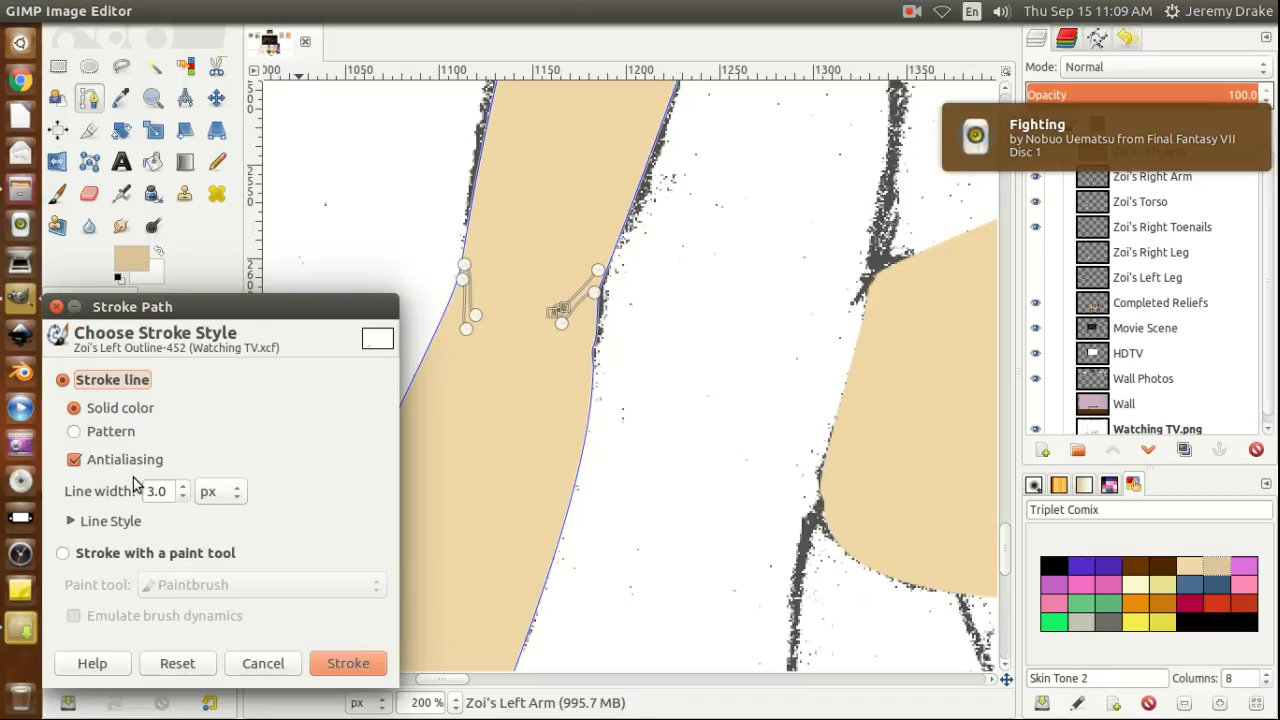 GIMP Image Editor
En
Thu Sep 15 11:09 AM
Jeremy Drake
1050
1100
1150
1200
1250
1300
1350
Mode: Normal
Opacity 100.0
Fighting
by Nobuo Uematsu from Final Fantasy VII
Disc 1
Zoi's Right Arm
Zoi's Torso
Zoi's Right Toenails
Zoi's Right Leg
Zoi's Left Leg
Completed Reliefs
Movie Scene
HDTV
Wall Photos
Wall
Watching TV.png
Stroke Path
Choose Stroke Style
Zoi's Left Outline-452 (Watching TV.xcf)
Stroke line
Solid color
Pattern
Antialiasing
Line width: 3.0 px
Line Style
Stroke with a paint tool
Paint tool: Paintbrush
Emulate brush dynamics
Help
Reset
Cancel
Stroke
Triplet Comix
Skin Tone 2
Columns: 8
px
200 %
Zoi's Left Arm (995.7 MB)